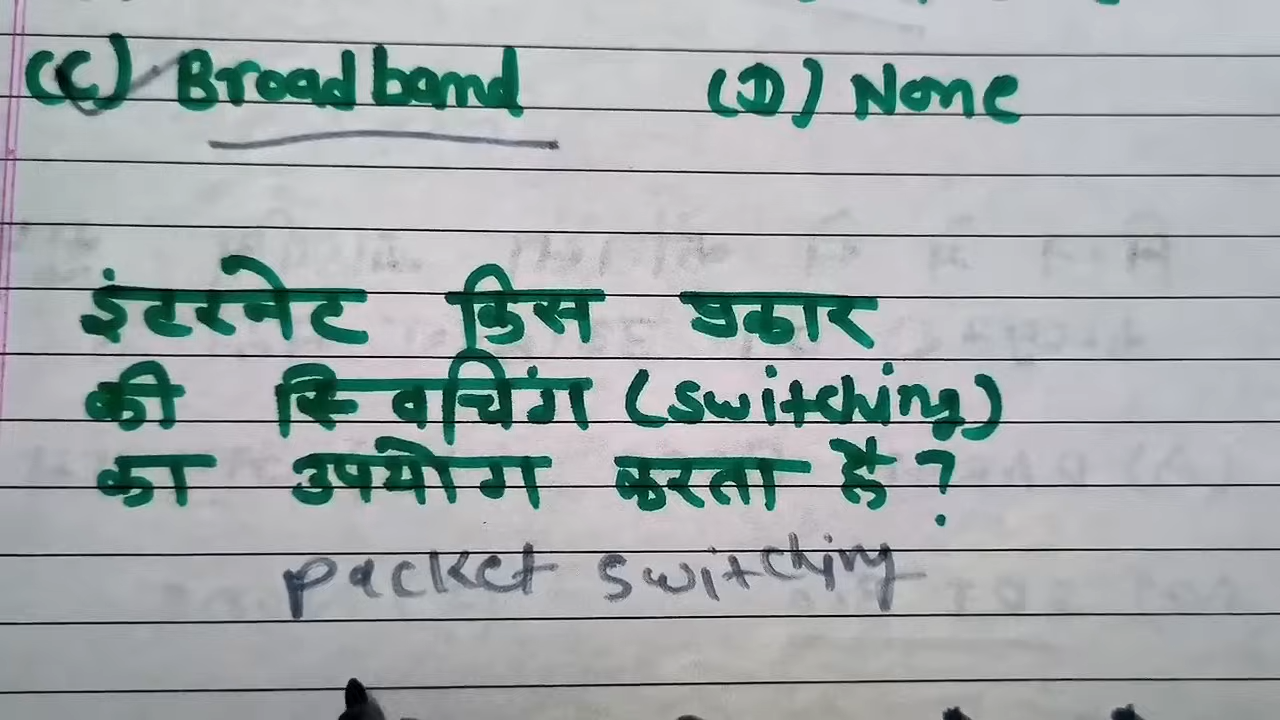 (C) Broadband (D) None
इंटरनेट किस प्रकार
की स्विचिंग (switching)
का उपयोग करता है?
packet switching